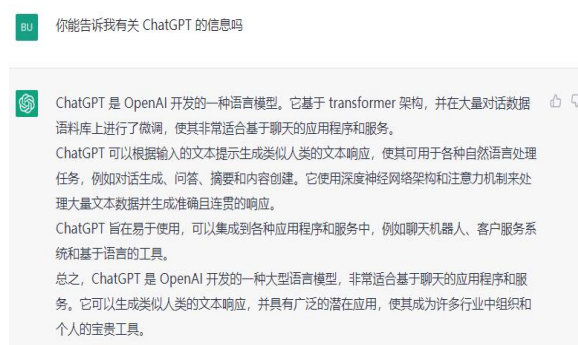 BU
你能告诉我有关 ChatGPT 的信息吗
ChatGPT 是 OpenAI 开发的一种语言模型。它基于 transformer 架构，并在大量对话数据
语料库上进行了微调，使其非常适合基于聊天的应用程序和服务。
ChatGPT 可以根据输入的文本提示生成类似人类的文本响应，使其可用于各种自然语言处理
任务，例如对话生成、问答、摘要和内容创建。它使用深度神经网络架构和注意力机制来处
理大量文本数据并生成准确且连贯的响应。
ChatGPT 旨在易于使用，可以集成到各种应用程序和服务中，例如聊天机器人、客户服务系
统和基于语言的工具。
总之，ChatGPT 是 OpenAI 开发的一种大型语言模型，非常适合基于聊天的应用程序和服
务。它可以生成类似人类的文本响应，并具有广泛的潜在应用，使其成为许多行业中组织和
个人的宝贵工具。